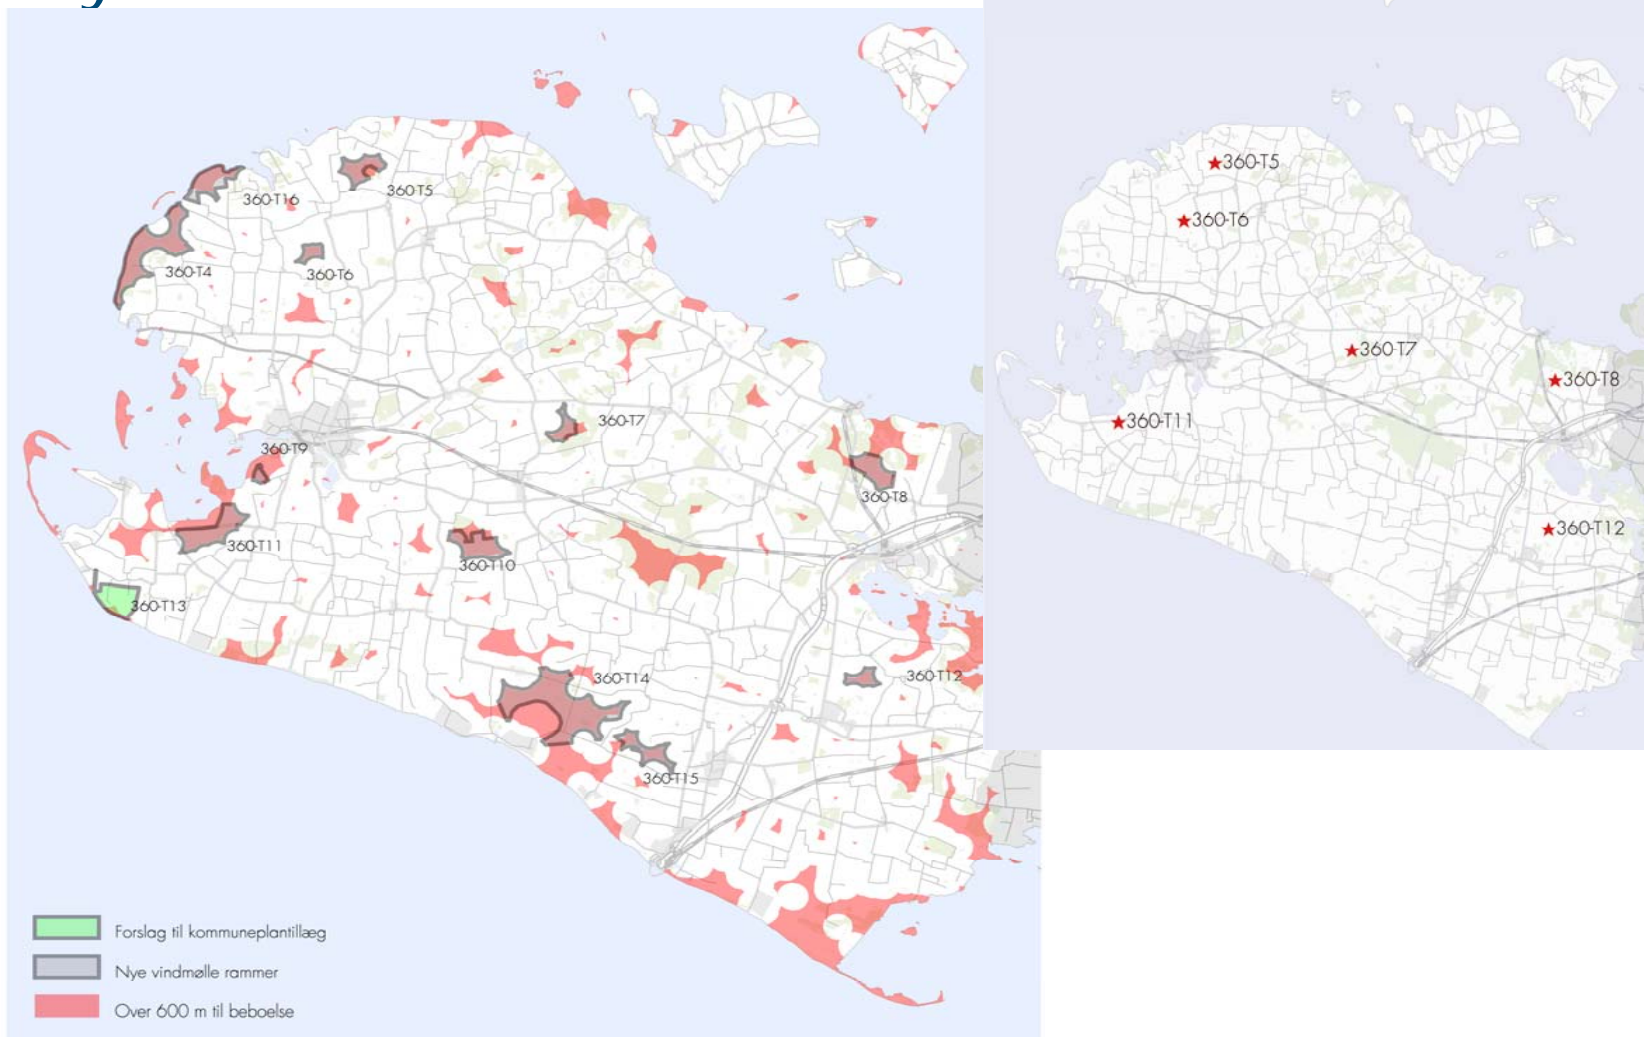 360-T16
360-T5
360-T4
360-T6
360-T7
360-T9
360-T8
360-T11
360-T10
360-T13
360-T14
360-T12
360-T15
Forslag til kommuneplantillæg
Nye vindmølle rammer
Over 600 m til beboelse
360-T5
360-T6
360-T7
360-T8
360-T11
360-T12